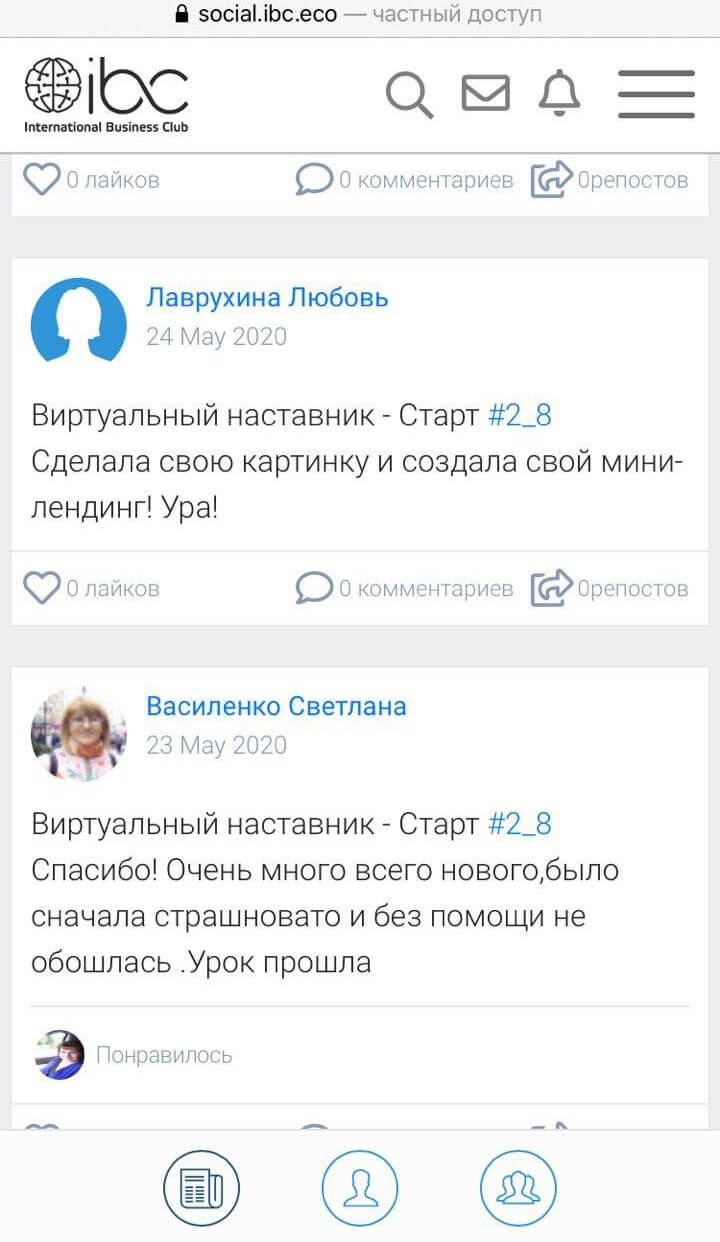 social.ibc.eco — частный доступ
ibc
International Business Club
0 лайков 0 комментариев 0репостов
Лаврухина Любовь
24 May 2020
Виртуальный наставник - Старт #2_8
Сделала свою картинку и создала свой мини-
лендинг! Ура!
0 лайков 0 комментариев 0репостов
Василенко Светлана
23 May 2020
Виртуальный наставник - Старт #2_8
Спасибо! Очень много всего нового,было
сначала страшновато и без помощи не
обошлась .Урок прошла
Понравилось